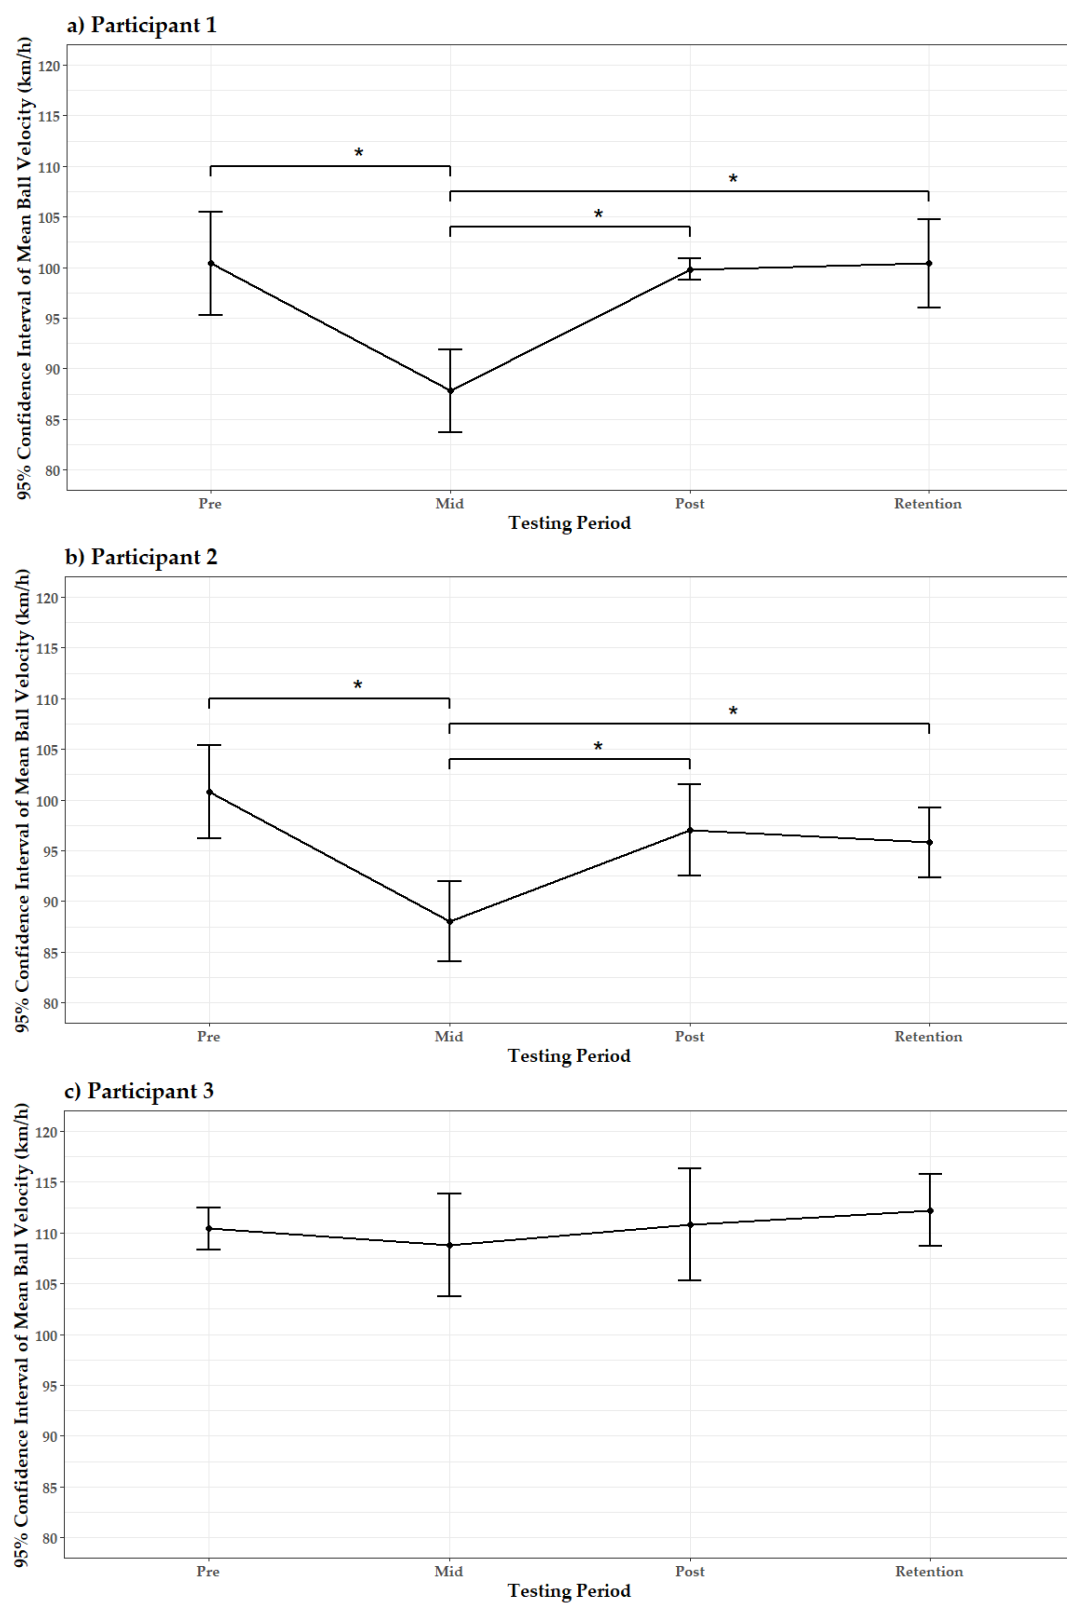 a) Participant 1
95% Confidence Interval of Mean Ball Velocity (km/h)
120
115
110
105
100
95
90
85
80
*
*
*
Pre Mid Post Retention
Testing Period
b) Participant 2
95% Confidence Interval of Mean Ball Velocity (km/h)
120
115
110
105
100
95
90
85
80
*
*
*
Pre Mid Post Retention
Testing Period
c) Participant 3
95% Confidence Interval of Mean Ball Velocity (km/h)
120
115
110
105
100
95
90
85
80
Pre Mid Post Retention
Testing Period